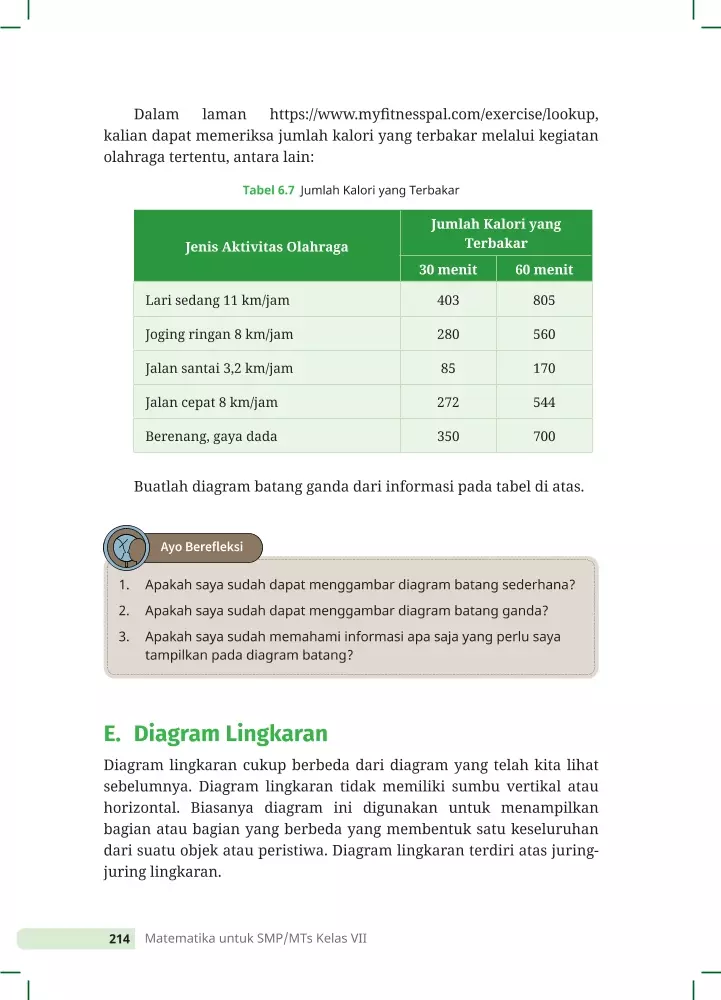 Dalam laman https://www.myfitnesspal.com/exercise/lookup,
kalian dapat memeriksa jumlah kalori yang terbakar melalui kegiatan
olahraga tertentu, antara lain:
Tabel 6.7 Jumlah Kalori yang Terbakar
Jenis Aktivitas Olahraga
Jumlah Kalori yang
Terbakar
30 menit 60 menit
Lari sedang 11 km/jam 403 805
Joging ringan 8 km/jam 280 560
Jalan santai 3,2 km/jam 85 170
Jalan cepat 8 km/jam 272 544
Berenang, gaya dada 350 700
Buatlah diagram batang ganda dari informasi pada tabel di atas.
Ayo Berefleksi
1. Apakah saya sudah dapat menggambar diagram batang sederhana?
2. Apakah saya sudah dapat menggambar diagram batang ganda?
3. Apakah saya sudah memahami informasi apa saja yang perlu saya
tampilkan pada diagram batang?
E. Diagram Lingkaran
Diagram lingkaran cukup berbeda dari diagram yang telah kita lihat
sebelumnya. Diagram lingkaran tidak memiliki sumbu vertikal atau
horizontal. Biasanya diagram ini digunakan untuk menampilkan
bagian atau bagian yang berbeda yang membentuk satu keseluruhan
dari suatu objek atau peristiwa. Diagram lingkaran terdiri atas juring-
juring lingkaran.
214 Matematika untuk SMP/MTs Kelas VII